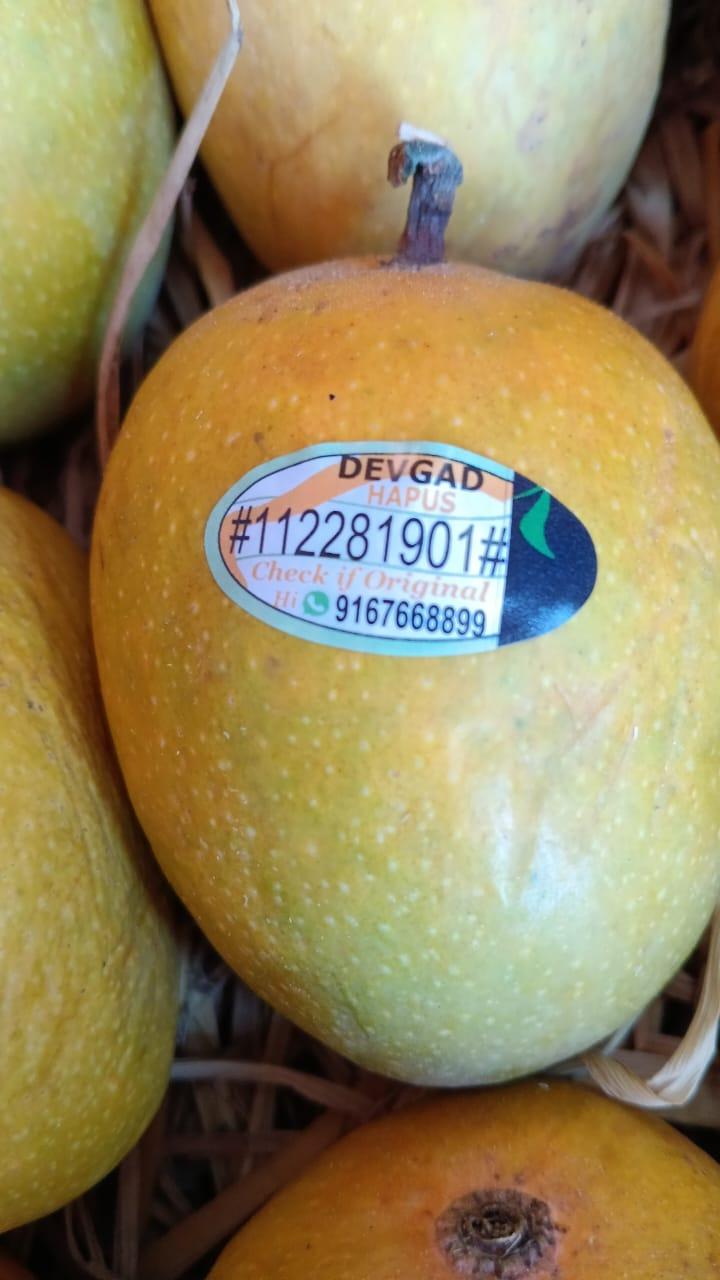 DEVGAD
HAPUS
#112281901#
Check if Original
Hi 9167668899